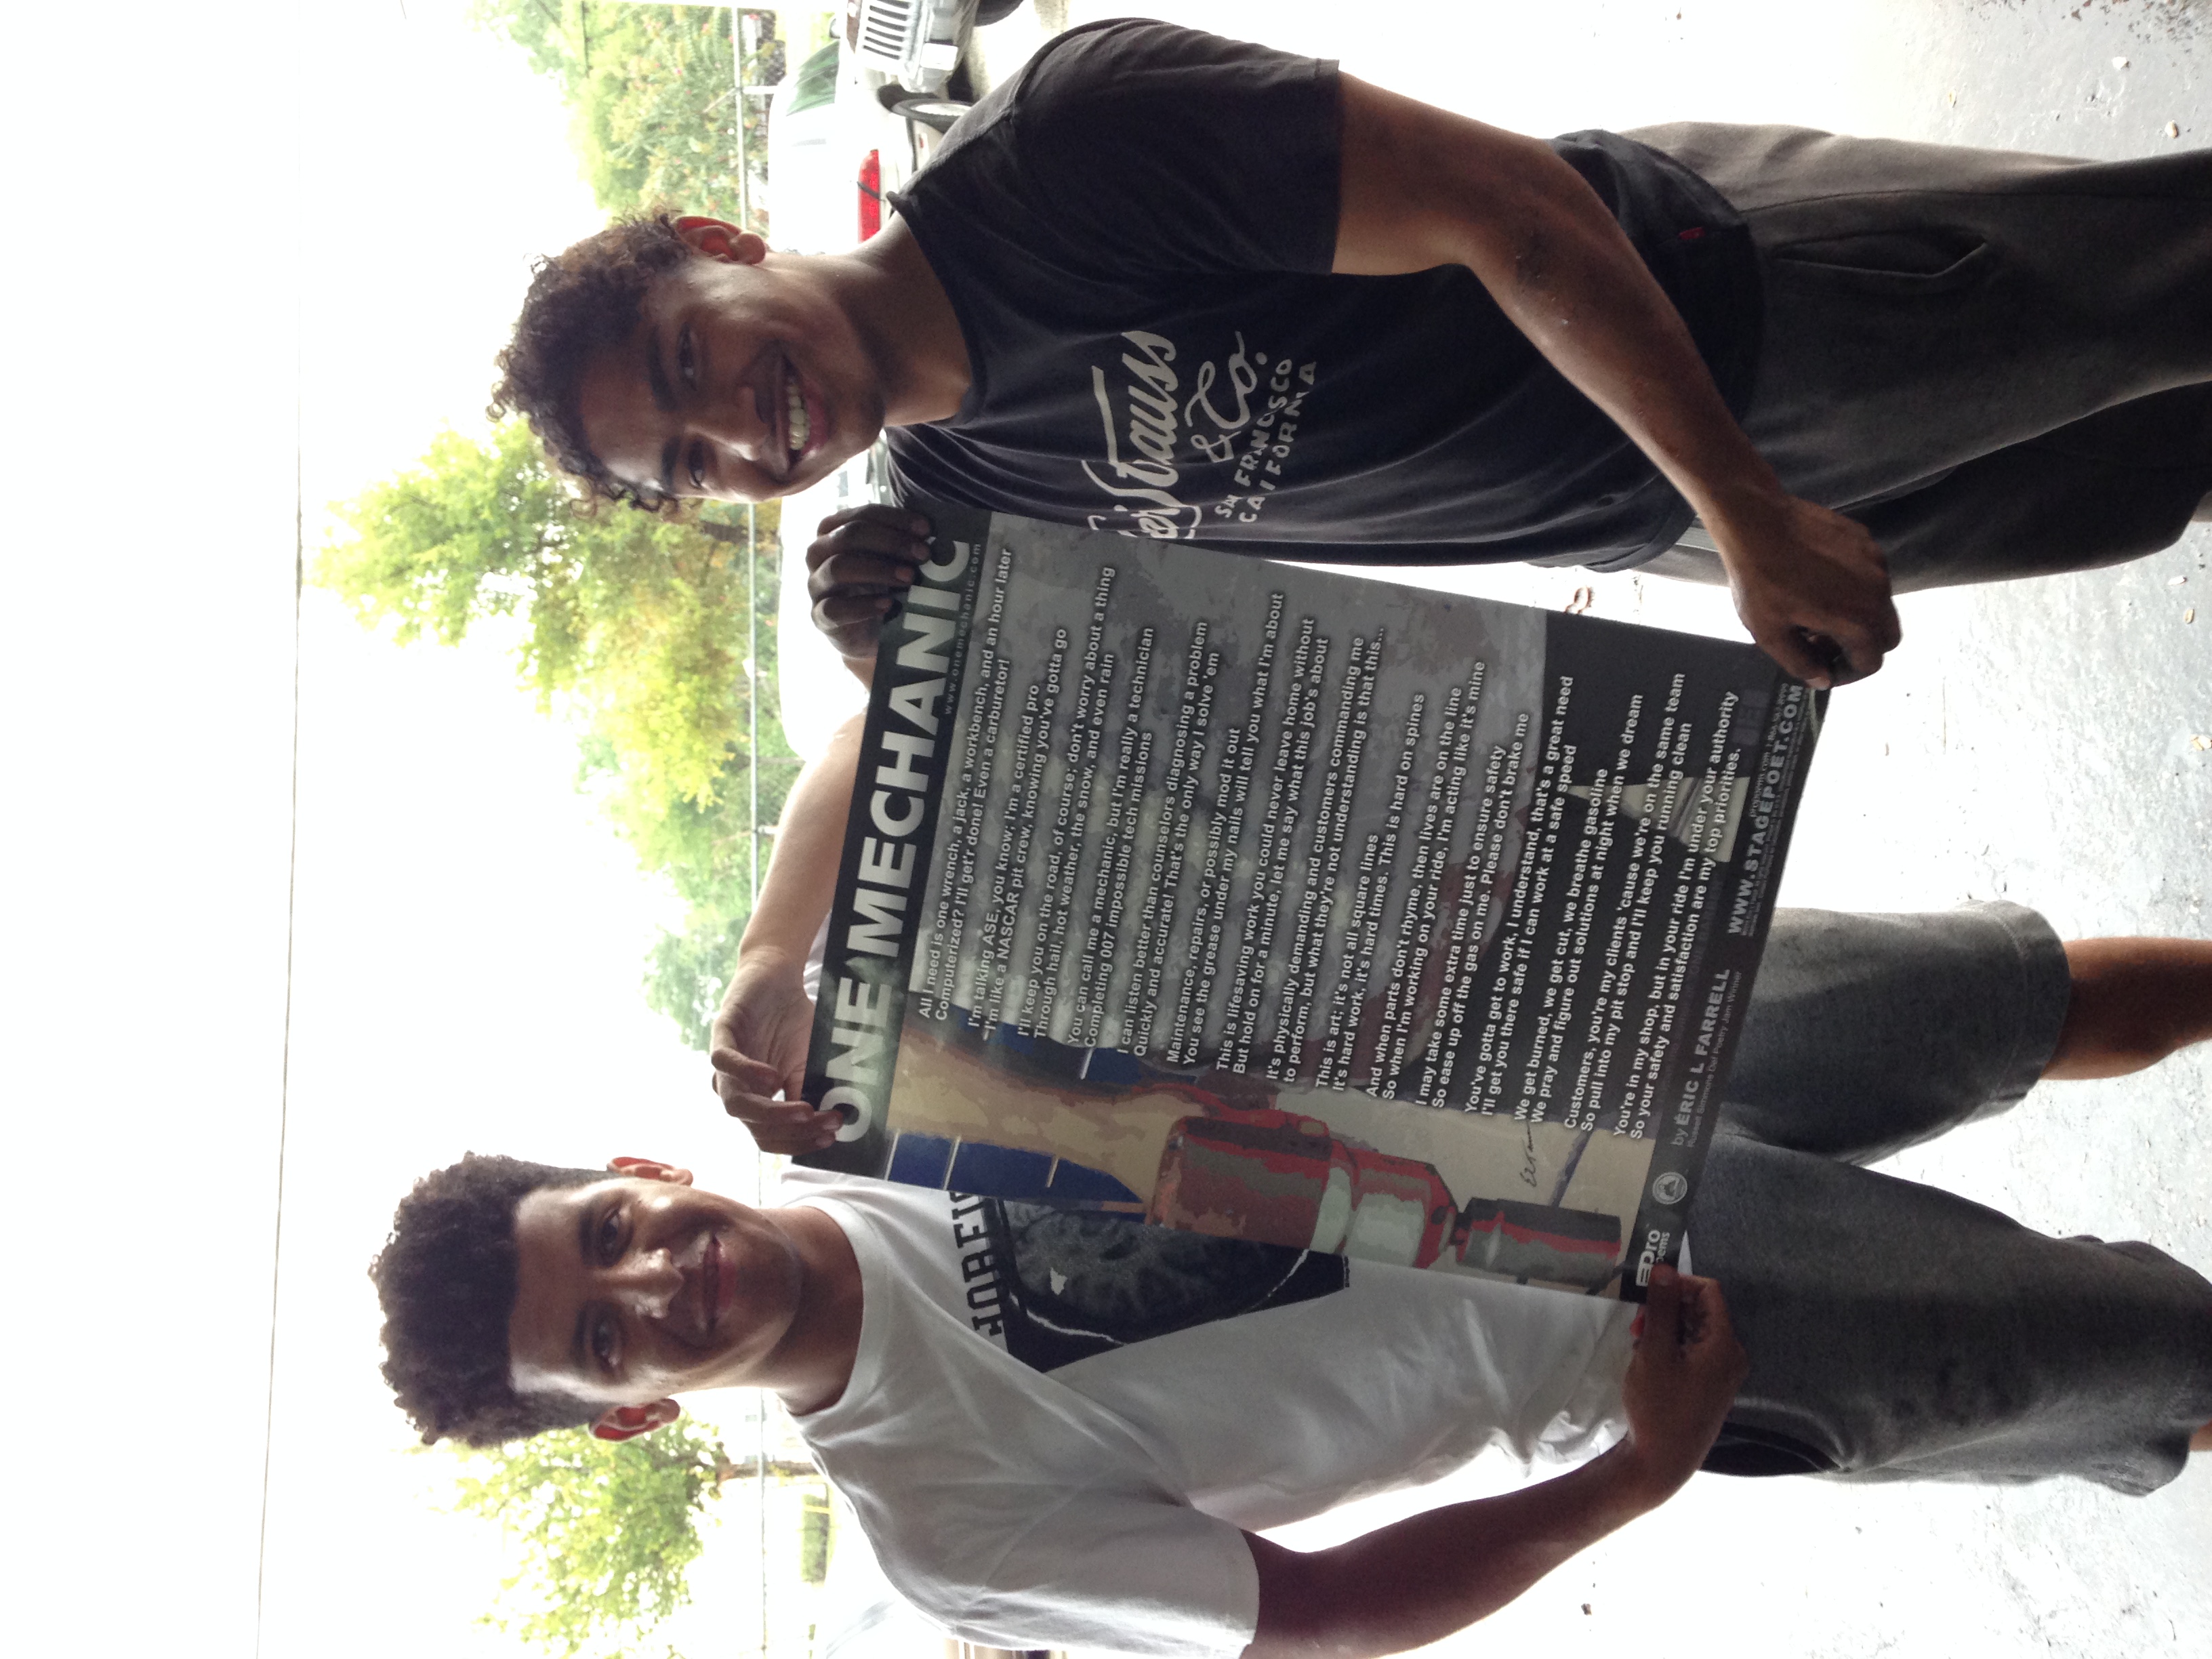 ONE MECHANIC
www.onemechanic.com
All I need is one wrench, a jack, a workbench, and an hour later
Computerized? I'll get'r done! Even a carburetor!
I'm talking ASE, you know; I'm a certified pro
I'm like a NASCAR pit crew, knowing you've gotta go
I'll keep you on the road, of course; don't worry about a thing
Through hail, hot weather, the snow, and even rain
You can call me a mechanic, but I'm really a technician
Completing 007 impossible tech missions
I can listen better than counselors diagnosing a problem
Quickly and accurate! That's the only way I solve 'em
Maintenance, repairs, or possibly mod it out
You see the grease under my nails will tell you what I'm about
This is lifesaving work you could never leave home without
But hold on for a minute, let me say what this job's about
It's physically demanding and customers commanding me
to perform, but what they're not understanding is that this...
This is art; it's not all square lines
It's hard work, it's hard times. This is hard on spines
And when parts don't rhyme, then lives are on the line
So when I'm working on your ride, I'm acting like it's mine
I may take some extra time just to ensure safety
So ease up off the gas on me. Please don't brake me
You've gotta get to work, I understand, that's a great need
I'll get you there safe if I can work at a safe speed
We get burned, we get cut, we breathe gasoline
We pray and figure out solutions at night when we dream
Customers, you're my clients 'cause we're on the same team
So pull into my pit stop and I'll keep you running clean
You're in my shop, but in your ride I'm under your authority
So your safety and satisfaction are my top priorities.
by ERIC L FARRELL
Russell Simmons Def Poetry Jam Winner
WWW.STAGEPOET.COM
Pro
oems
Strauss
& Co.
SAN FRANCISCO
CALIFORNIA